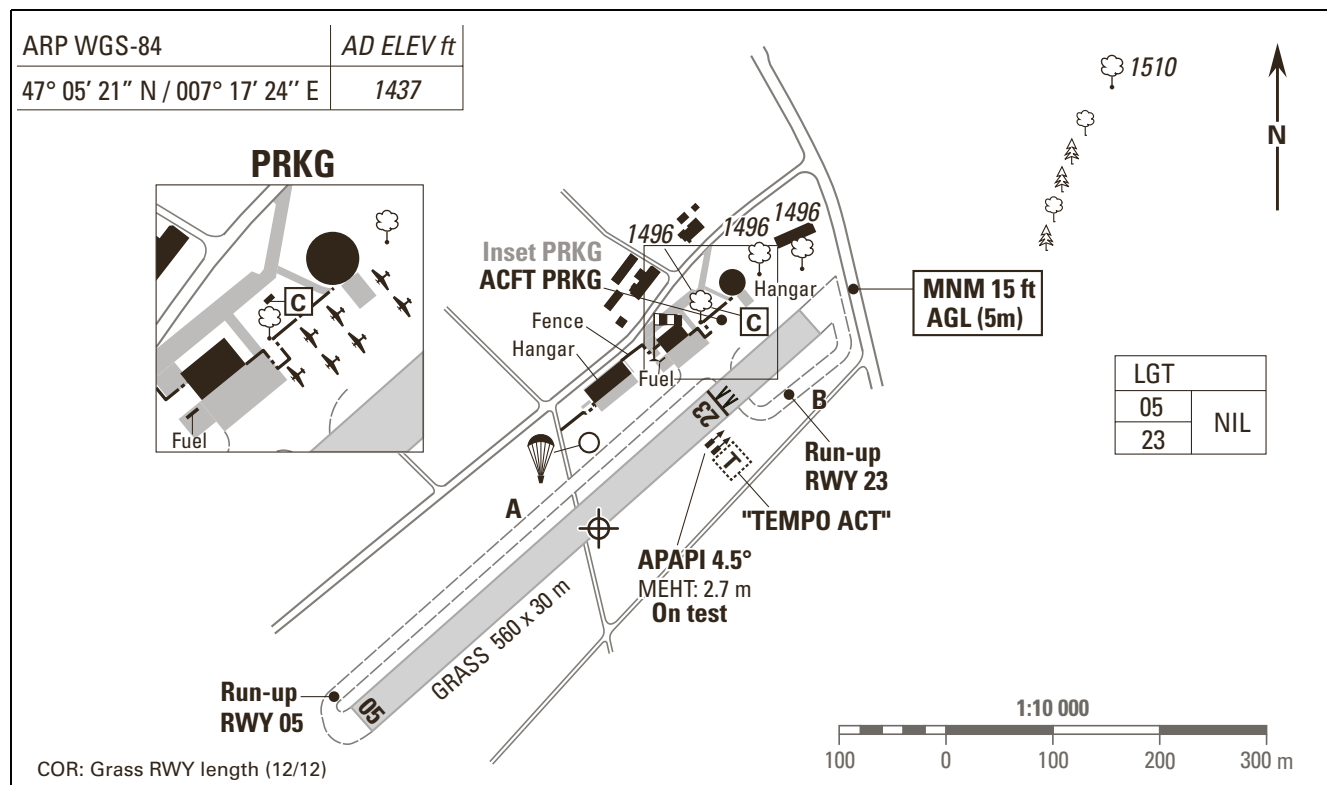 ARP WGS-84
AD ELEV ft
47° 05' 21” N / 007° 17' 24'' E
1437
1510
N
PRKG
C
Fuel
1496
1496
1496
Inset PRKG
ACFT PRKG
Hangar
C
Fence
Hangar
Fuel
MNM 15 ft
AGL (5m)
LGT
05
23
NIL
23
B
Run-up
RWY 23
T
"TEMPO ACT"
A
APAPI 4.5°
MEHT: 2.7 m
On test
GRASS 560 x 30 m
Run-up
RWY 05
05
1:10 000
100 0 100 200 300 m
COR: Grass RWY length (12/12)